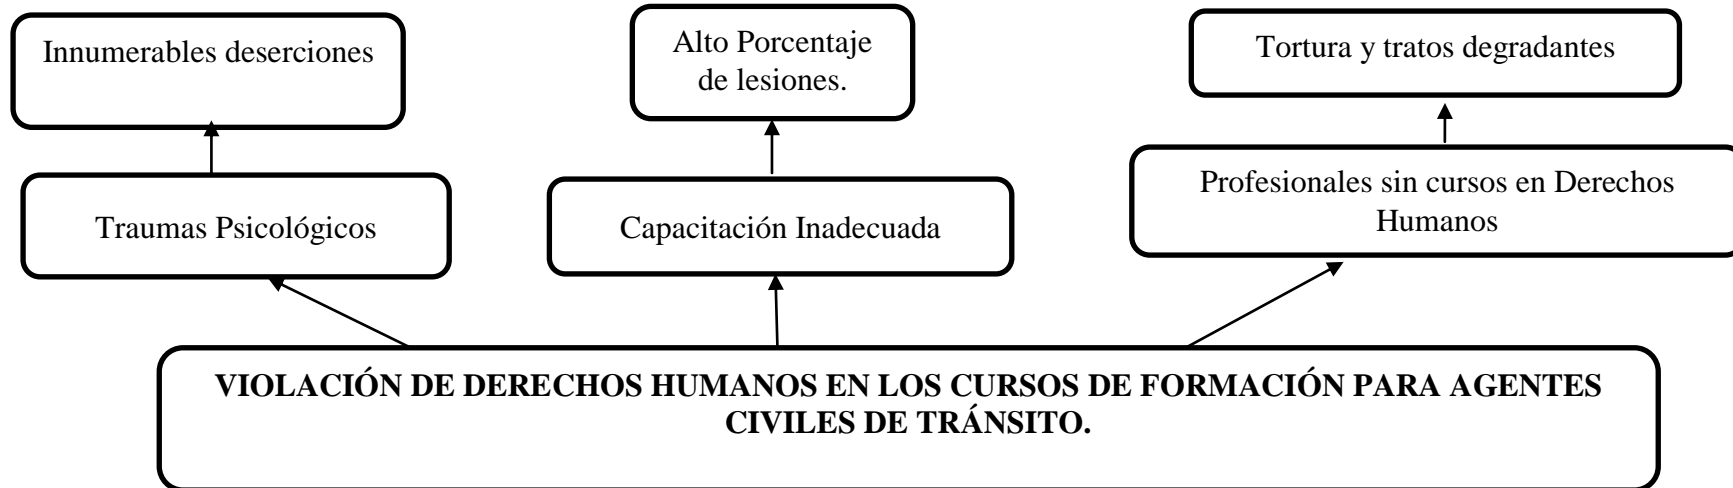 Innumerables deserciones
Alto Porcentaje
de lesiones.
Tortura y tratos degradantes
Traumas Psicológicos
Capacitación Inadecuada
Profesionales sin cursos en Derechos
Humanos
VIOLACIÓN DE DERECHOS HUMANOS EN LOS CURSOS DE FORMACIÓN PARA AGENTES
CIVILES DE TRÁNSITO.